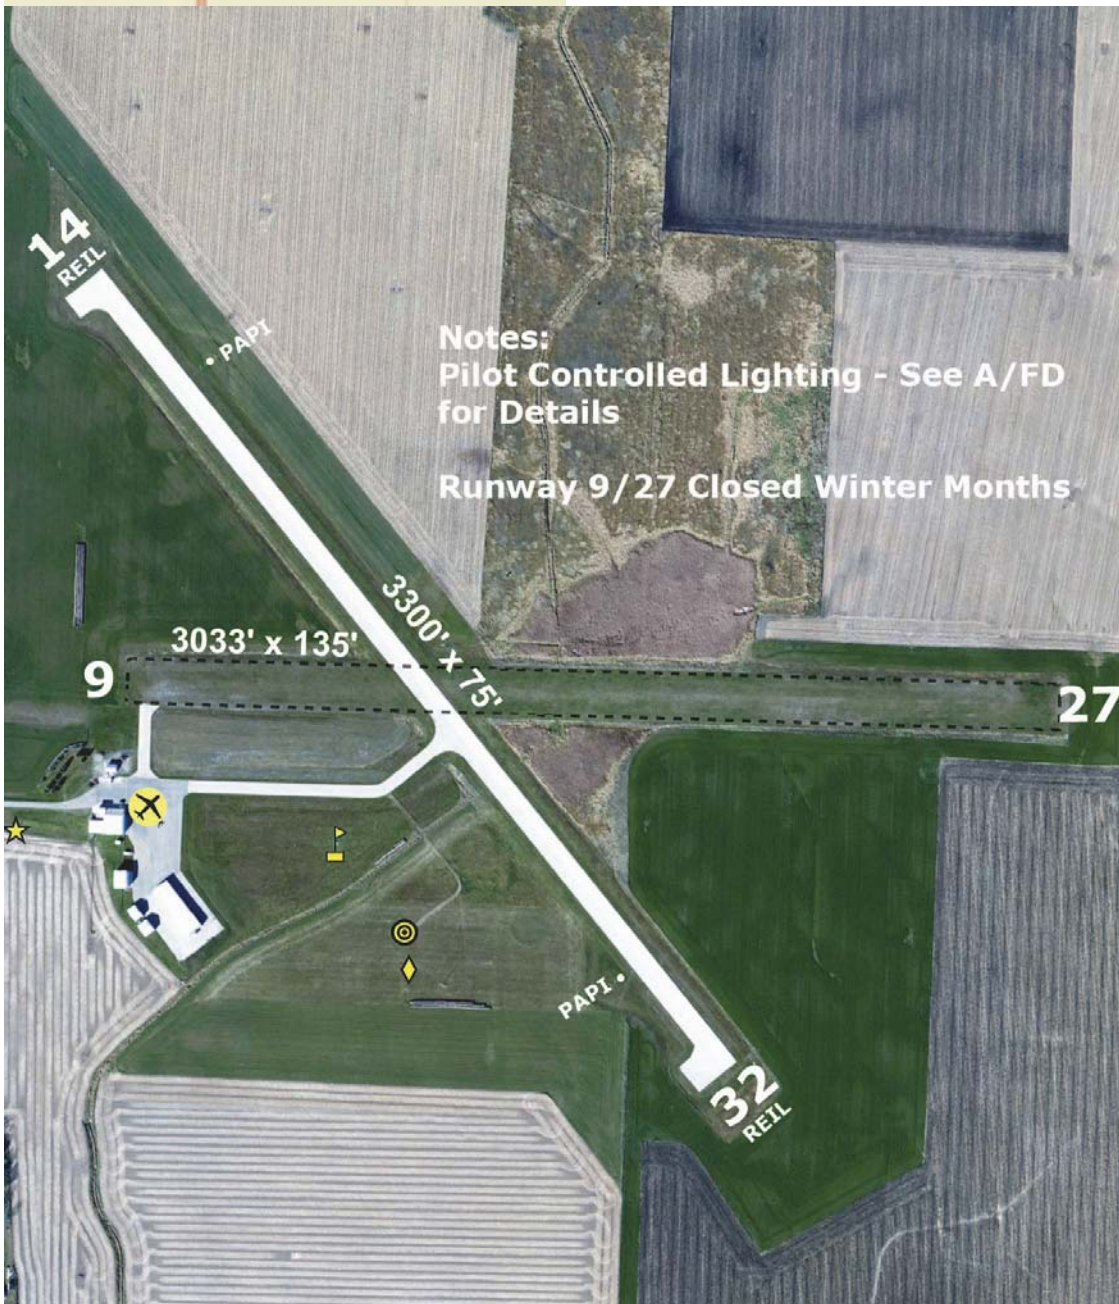 14
REIL
PAPI
Notes:
Pilot Controlled Lighting - See A/FD
for Details
Runway 9/27 Closed Winter Months
3300' x 75'
3033' x 135'
9
27
PAPI
32
REIL